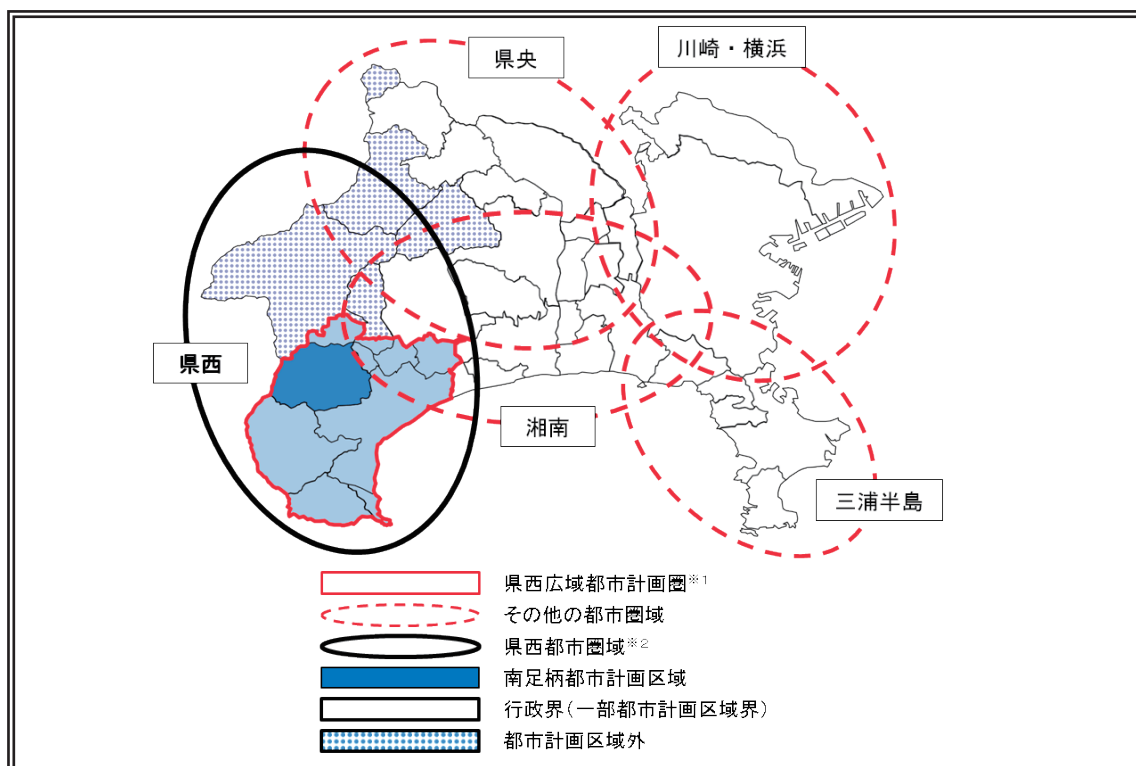 県央
川崎・横浜
県西
湘南
三浦半島
県西広域都市計画圏※1
その他の都市圏域
県西都市圏域※2
南足柄都市計画区域
行政界(一部都市計画区域界)
都市計画区域外